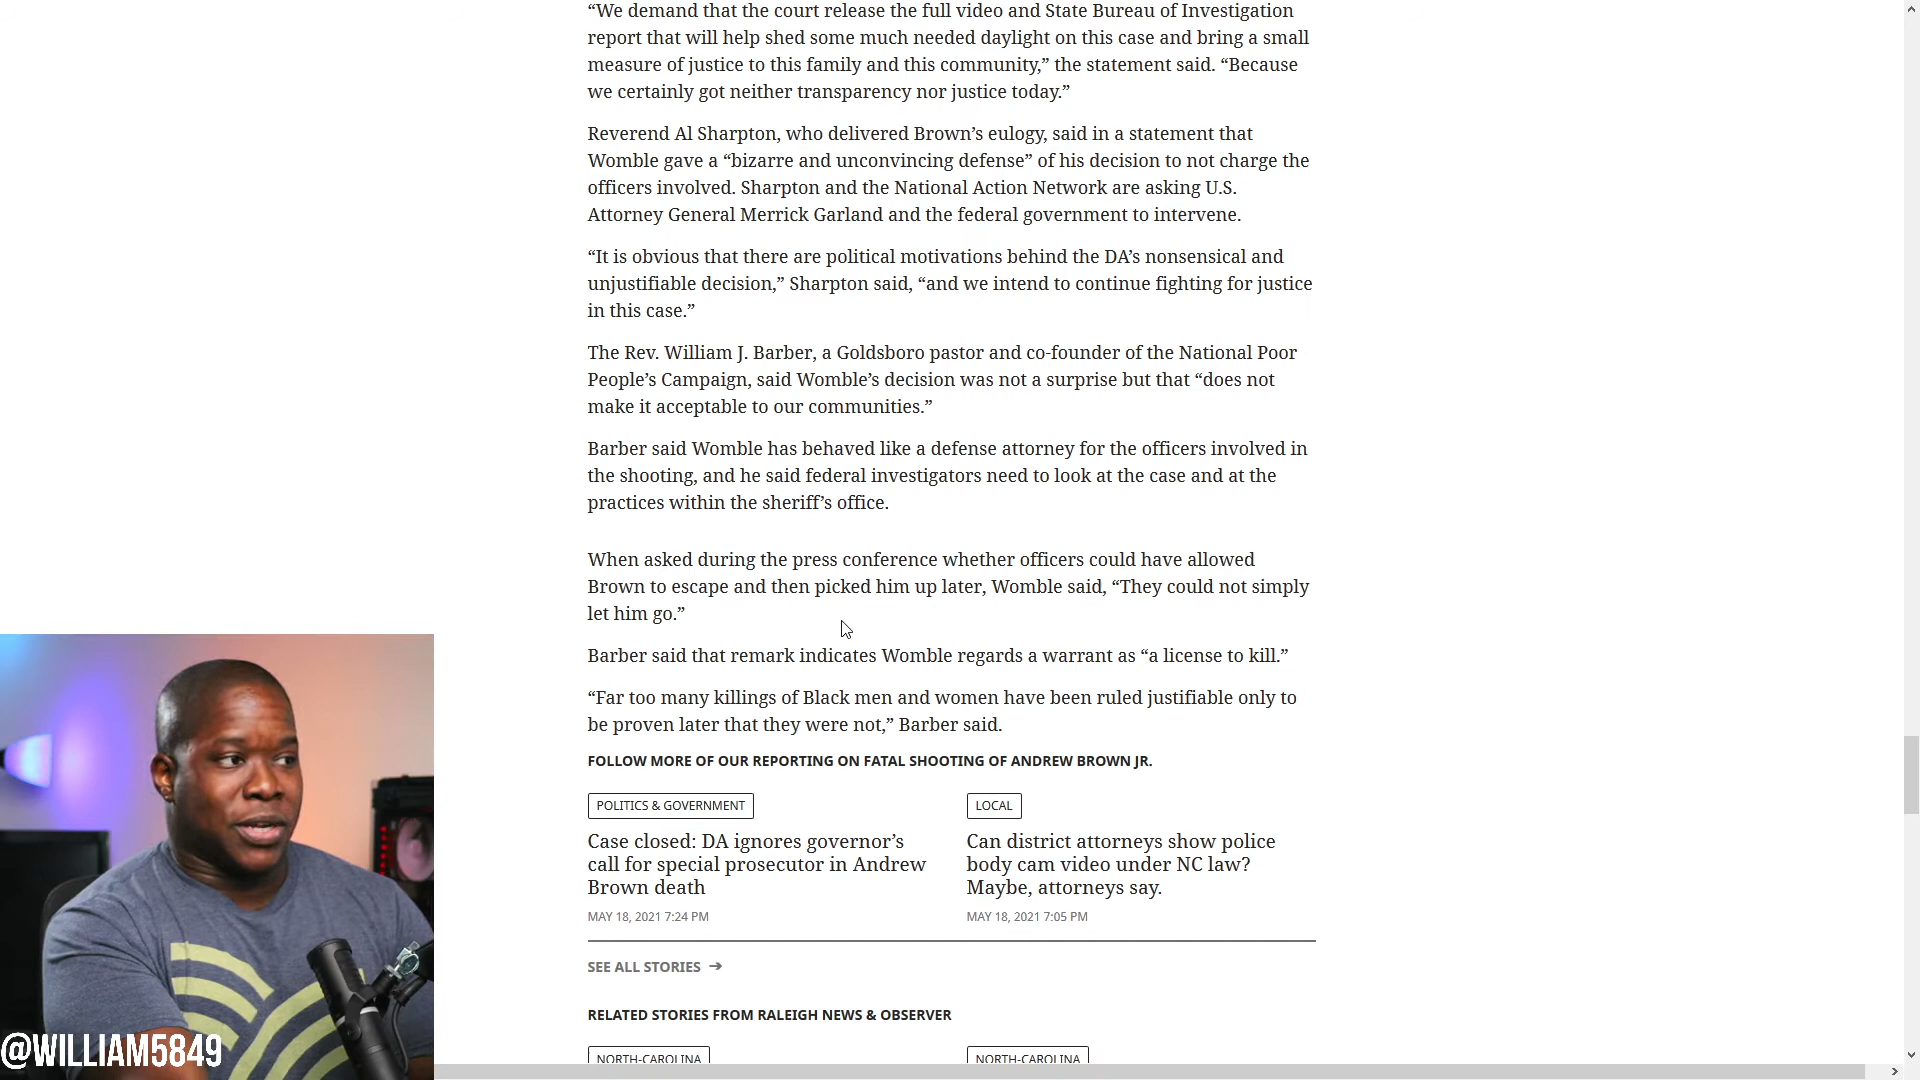 “We demand that the court release the full video and State Bureau of Investigation
report that will help shed some much needed daylight on this case and bring a small
measure of justice to this family and this community,” the statement said. “Because
we certainly got neither transparency nor justice today.”
Reverend Al Sharpton, who delivered Brown’s eulogy, said in a statement that
Womble gave a “bizarre and unconvincing defense” of his decision to not charge the
officers involved. Sharpton and the National Action Network are asking U.S.
Attorney General Merrick Garland and the federal government to intervene.
“It is obvious that there are political motivations behind the DA’s nonsensical and
unjustifiable decision,” Sharpton said, “and we intend to continue fighting for justice
in this case.”
The Rev. William J. Barber, a Goldsboro pastor and co-founder of the National Poor
People’s Campaign, said Womble’s decision was not a surprise but that “does not
make it acceptable to our communities.”
Barber said Womble has behaved like a defense attorney for the officers involved in
the shooting, and he said federal investigators need to look at the case and at the
practices within the sheriff’s office.
When asked during the press conference whether officers could have allowed
Brown to escape and then picked him up later, Womble said, “They could not simply
let him go.”
Barber said that remark indicates Womble regards a warrant as “a license to kill.”
“Far too many killings of Black men and women have been ruled justifiable only to
be proven later that they were not,” Barber said.
FOLLOW MORE OF OUR REPORTING ON FATAL SHOOTING OF ANDREW BROWN JR.
POLITICS & GOVERNMENT
Case closed: DA ignores governor’s
call for special prosecutor in Andrew
Brown death
MAY 18, 2021 7:24 PM
LOCAL
Can district attorneys show police
body cam video under NC law?
Maybe, attorneys say.
MAY 18, 2021 7:05 PM
SEE ALL STORIES →
RELATED STORIES FROM RALEIGH NEWS & OBSERVER
NORTH-CAROLINA
NORTH-CAROLINA
@WILLIAM5849